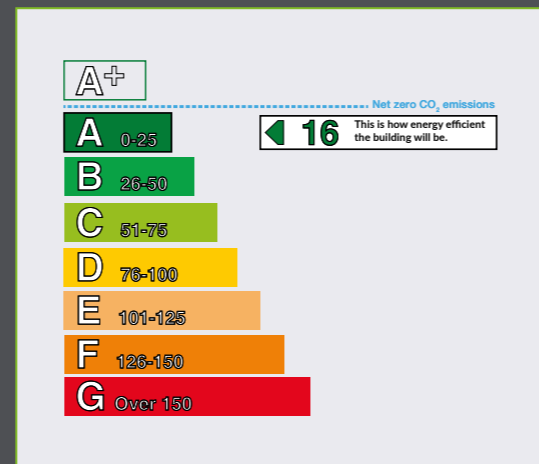 A+
Net zero CO₂ emissions
A 0-25
16 This is how energy efficient
the building will be.
B 26-50
C 51-75
D 76-100
E 101-125
F 126-150
G Over 150